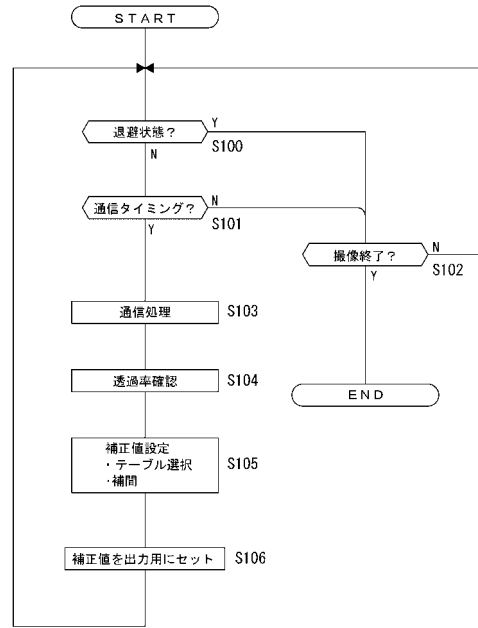 START
退避状態？
Y
S100
N
通信タイミング？
N
S101
Y
撮像終了？
N
S102
Y
通信処理
S103
透過率確認
S104
END
補正値設定
・テーブル選択
・補間
S105
補正値を出力用にセット
S106